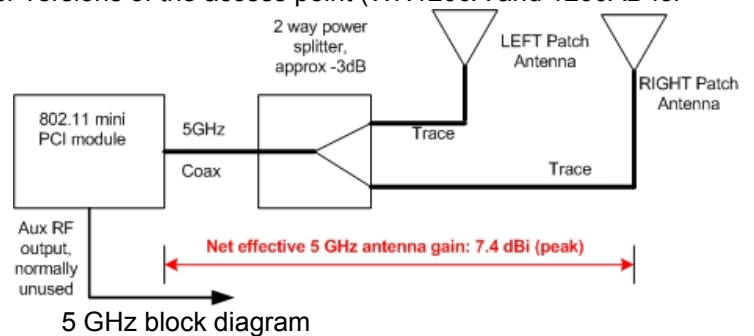 2 way power
splitter,
approx -3dB
LEFT Patch
Antenna
RIGHT Patch
Antenna
802.11 mini
PCI module
5GHz
Coax
Trace
Trace
Aux RF
output,
normally
unused
Net effective 5 GHz antenna gain: 7.4 dBi (peak)
5 GHz block diagram